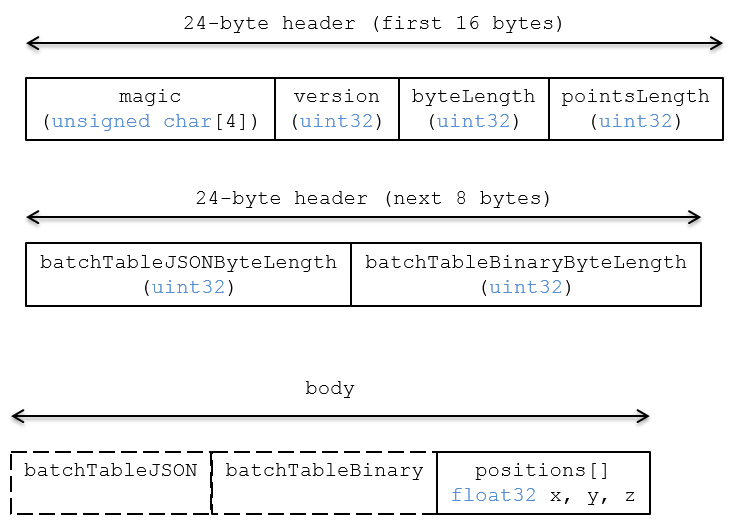 24-byte header (first 16 bytes)
magic version byteLength pointsLength
(unsigned char[4]) (uint32) (uint32) (uint32)
24-byte header (next 8 bytes)
batchTableJSONByteLength batchTableBinaryByteLength
(uint32) (uint32)
body
batchTableJSON batchTableBinary positions[]
float32 x, y, z